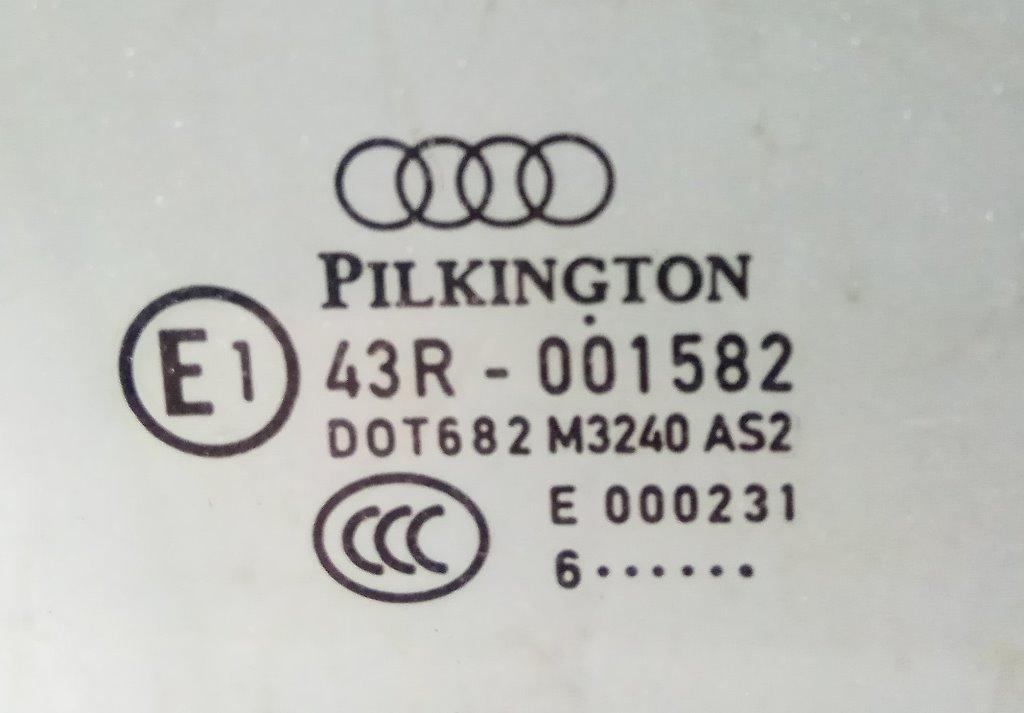 PILKINGTON
E1 43R - 001582
DOT682 M3240 AS2
CCC E 000231
6······